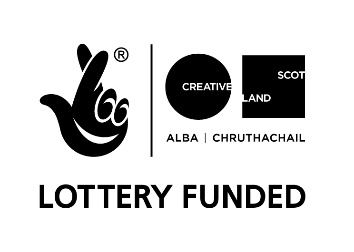 ®
CREATIVE SCOT
LAND
ALBA | CHRUTHACHAIL
LOTTERY FUNDED